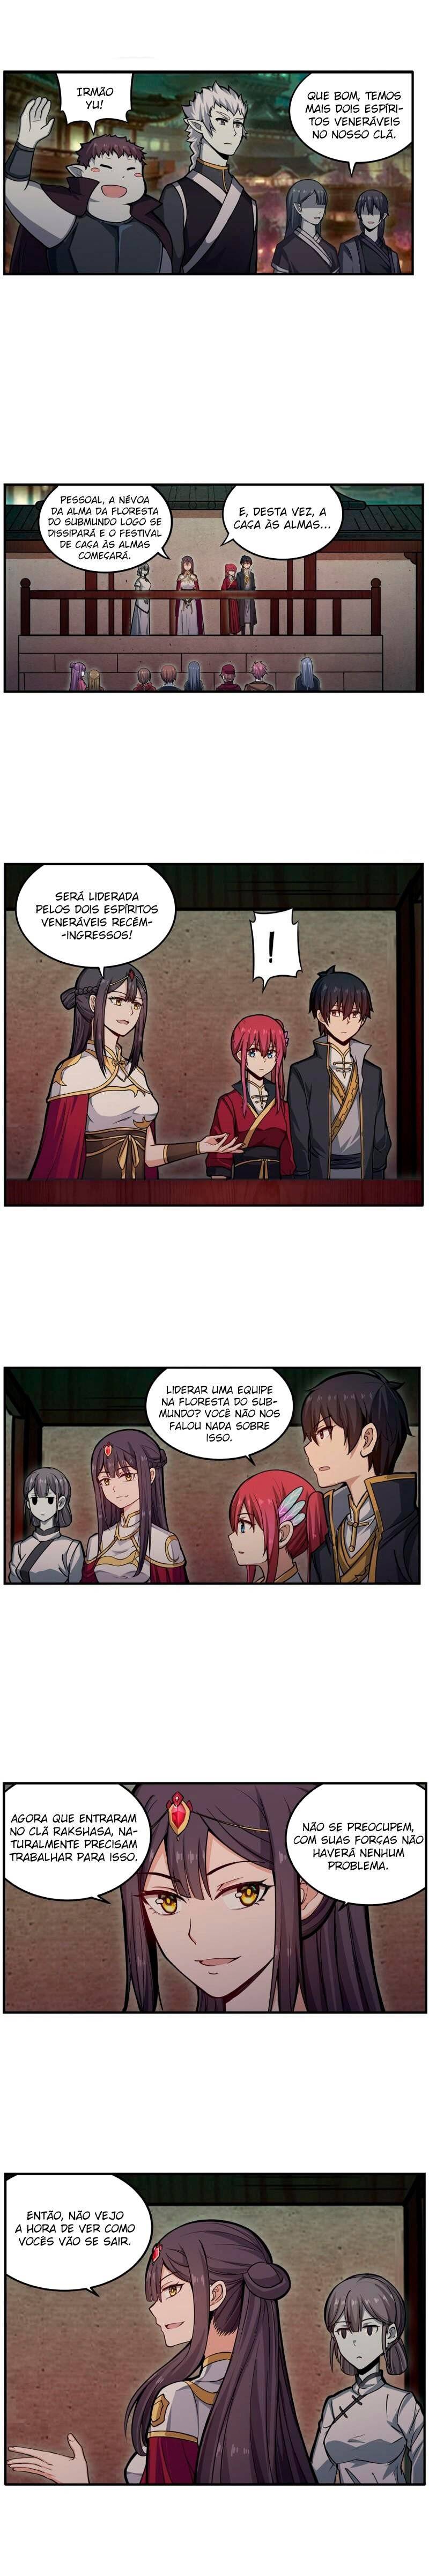 IRMÃO
YU!
QUE BOM, TEMOS
MAIS DOIS ESPÍRI-
TOS VENERÁVEIS
NO NOSSO CLÃ.
PESSOAL, A NÉVOA
DA ALMA DA FLORESTA
DO SUBMUNDO LOGO SE
DISSIPARÁ E O FESTIVAL
DE CAÇA ÀS ALMAS
COMEÇARÁ.
E, DESTA VEZ, A
CAÇA ÀS ALMAS...
SERÁ LIDERADA
PELOS DOIS ESPÍRITOS
VENERÁVEIS RECÉM-
-INGRESSOS!
!
LIDERAR UMA EQUIPE
NA FLORESTA DO SUB-
MUNDO? VOCÊ NÃO NOS
FALOU NADA SOBRE
ISSO.
AGORA QUE ENTRARAM
NO CLÃ RAKSHASA, NA-
TURALMENTE PRECISAM
TRABALHAR PARA ISSO.
NÃO SE PREOCUPEM,
COM SUAS FORÇAS NÃO
HAVERÁ NENHUM
PROBLEMA.
ENTÃO, NÃO VEJO
A HORA DE VER COMO
VOCÊS VÃO SE SAIR.